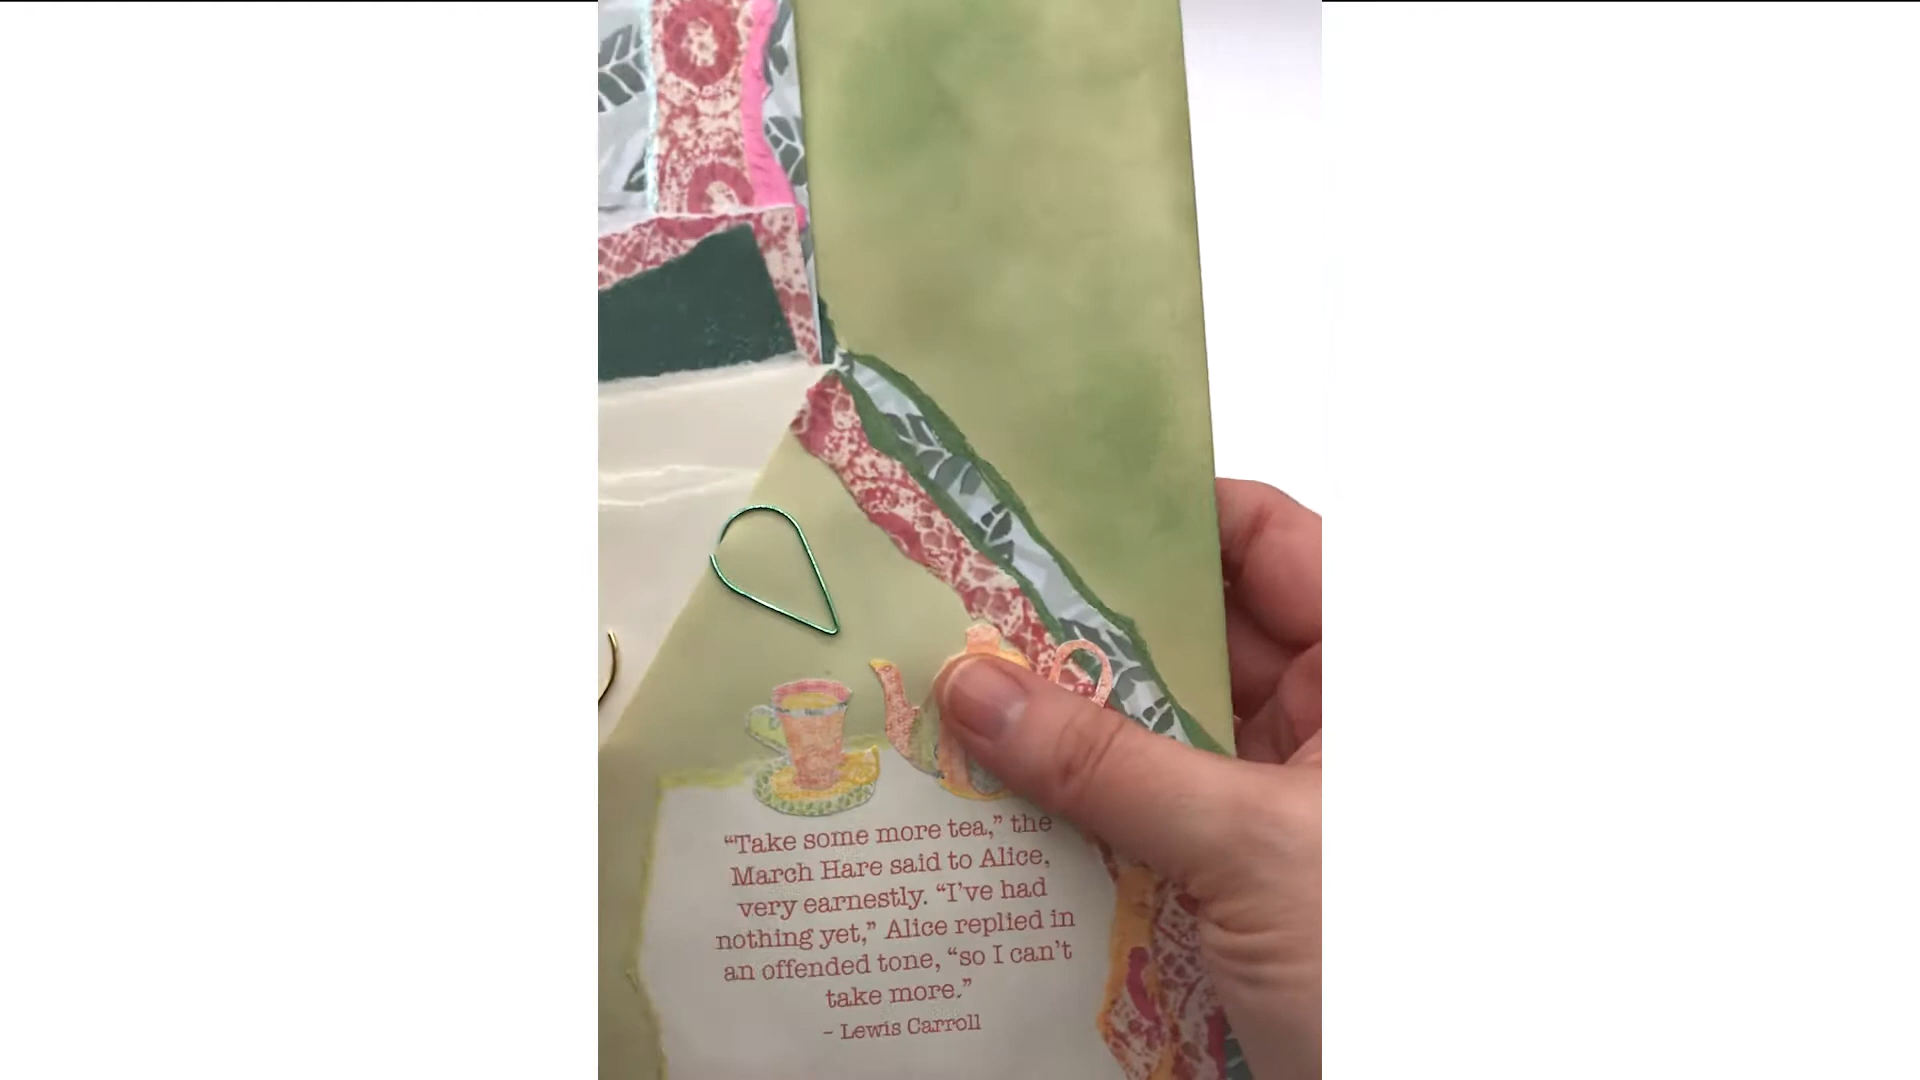 “Take some more tea,” the
March Hare said to Alice,
very earnestly. “I’ve had
nothing yet,” Alice replied in
an offended tone, “so I can’t
take more.”
– Lewis Carroll